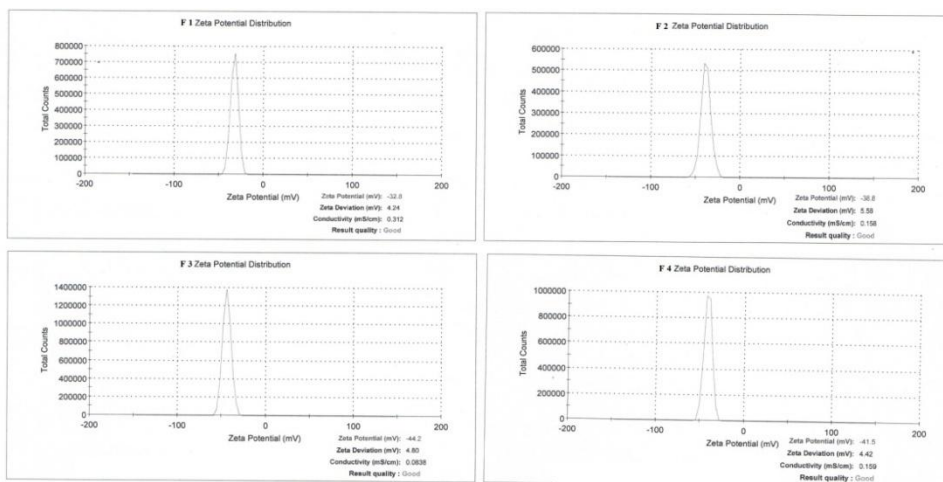 F 1 Zeta Potential Distribution
800000
700000
600000
500000
400000
300000
200000
100000
0
Total Counts
-200
-100
0
100
200
Zeta Potential (mV)
Zeta Potential (mV): -32.8
Zeta Deviation (mV): 4.24
Conductivity (mS/cm): 0.312
Result quality : Good
F 2 Zeta Potential Distribution
600000
500000
400000
300000
200000
100000
0
Total Counts
-200
-100
0
100
200
Zeta Potential (mV)
Zeta Potential (mV): -38.8
Zeta Deviation (mV): 5.58
Conductivity (mS/cm): 0.158
Result quality : Good
F 3 Zeta Potential Distribution
1400000
1200000
1000000
800000
600000
400000
200000
0
Total Counts
-200
-100
0
100
200
Zeta Potential (mV)
Zeta Potential (mV): -44.2
Zeta Deviation (mV): 4.80
Conductivity (mS/cm): 0.0838
Result quality : Good
F 4 Zeta Potential Distribution
1000000
800000
600000
400000
200000
0
Total Counts
-200
-100
0
100
200
Zeta Potential (mV)
Zeta Potential (mV): -41.5
Zeta Deviation (mV): 4.42
Conductivity (mS/cm): 0.159
Result quality : Good